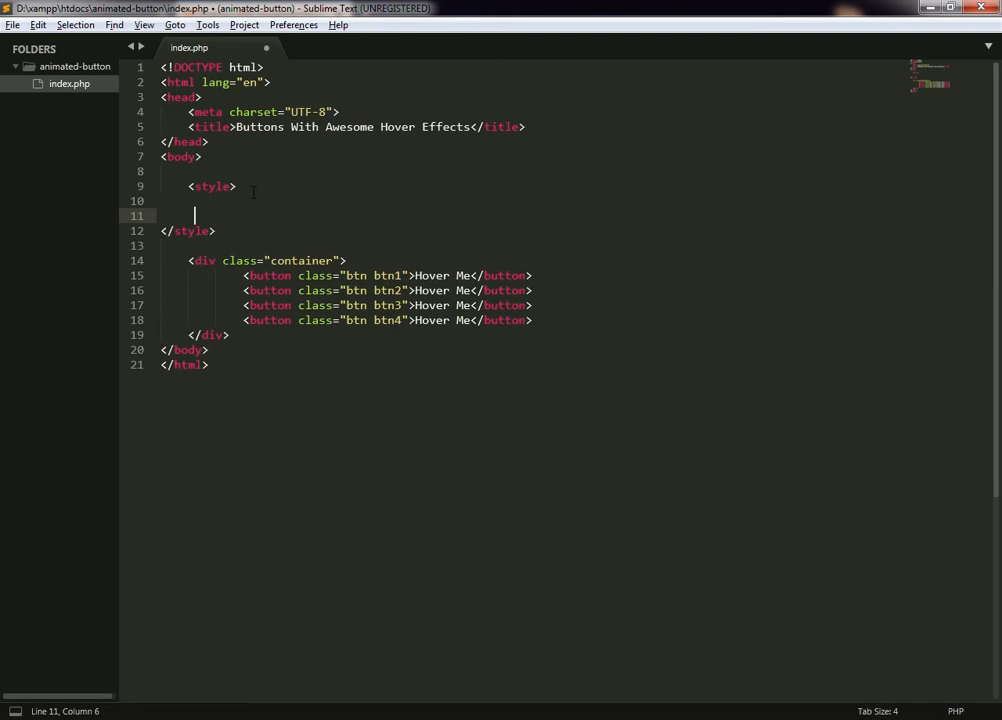 D:\xampp\htdocs\animated-button\index.php • (animated-button) - Sublime Text (UNREGISTERED)
File Edit Selection Find View Goto Tools Project Preferences Help
FOLDERS
animated-button
index.php
index.php
1 <!DOCTYPE html>
2 <html lang="en">
3 <head>
4 <meta charset="UTF-8">
5 <title>Buttons With Awesome Hover Effects</title>
6 </head>
7 <body>
8
9 <style>
10
11
12 </style>
13
14 <div class="container">
15 <button class="btn btn1">Hover Me</button>
16 <button class="btn btn2">Hover Me</button>
17 <button class="btn btn3">Hover Me</button>
18 <button class="btn btn4">Hover Me</button>
19 </div>
20 </body>
21 </html>
Line 11, Column 6 Tab Size: 4 PHP